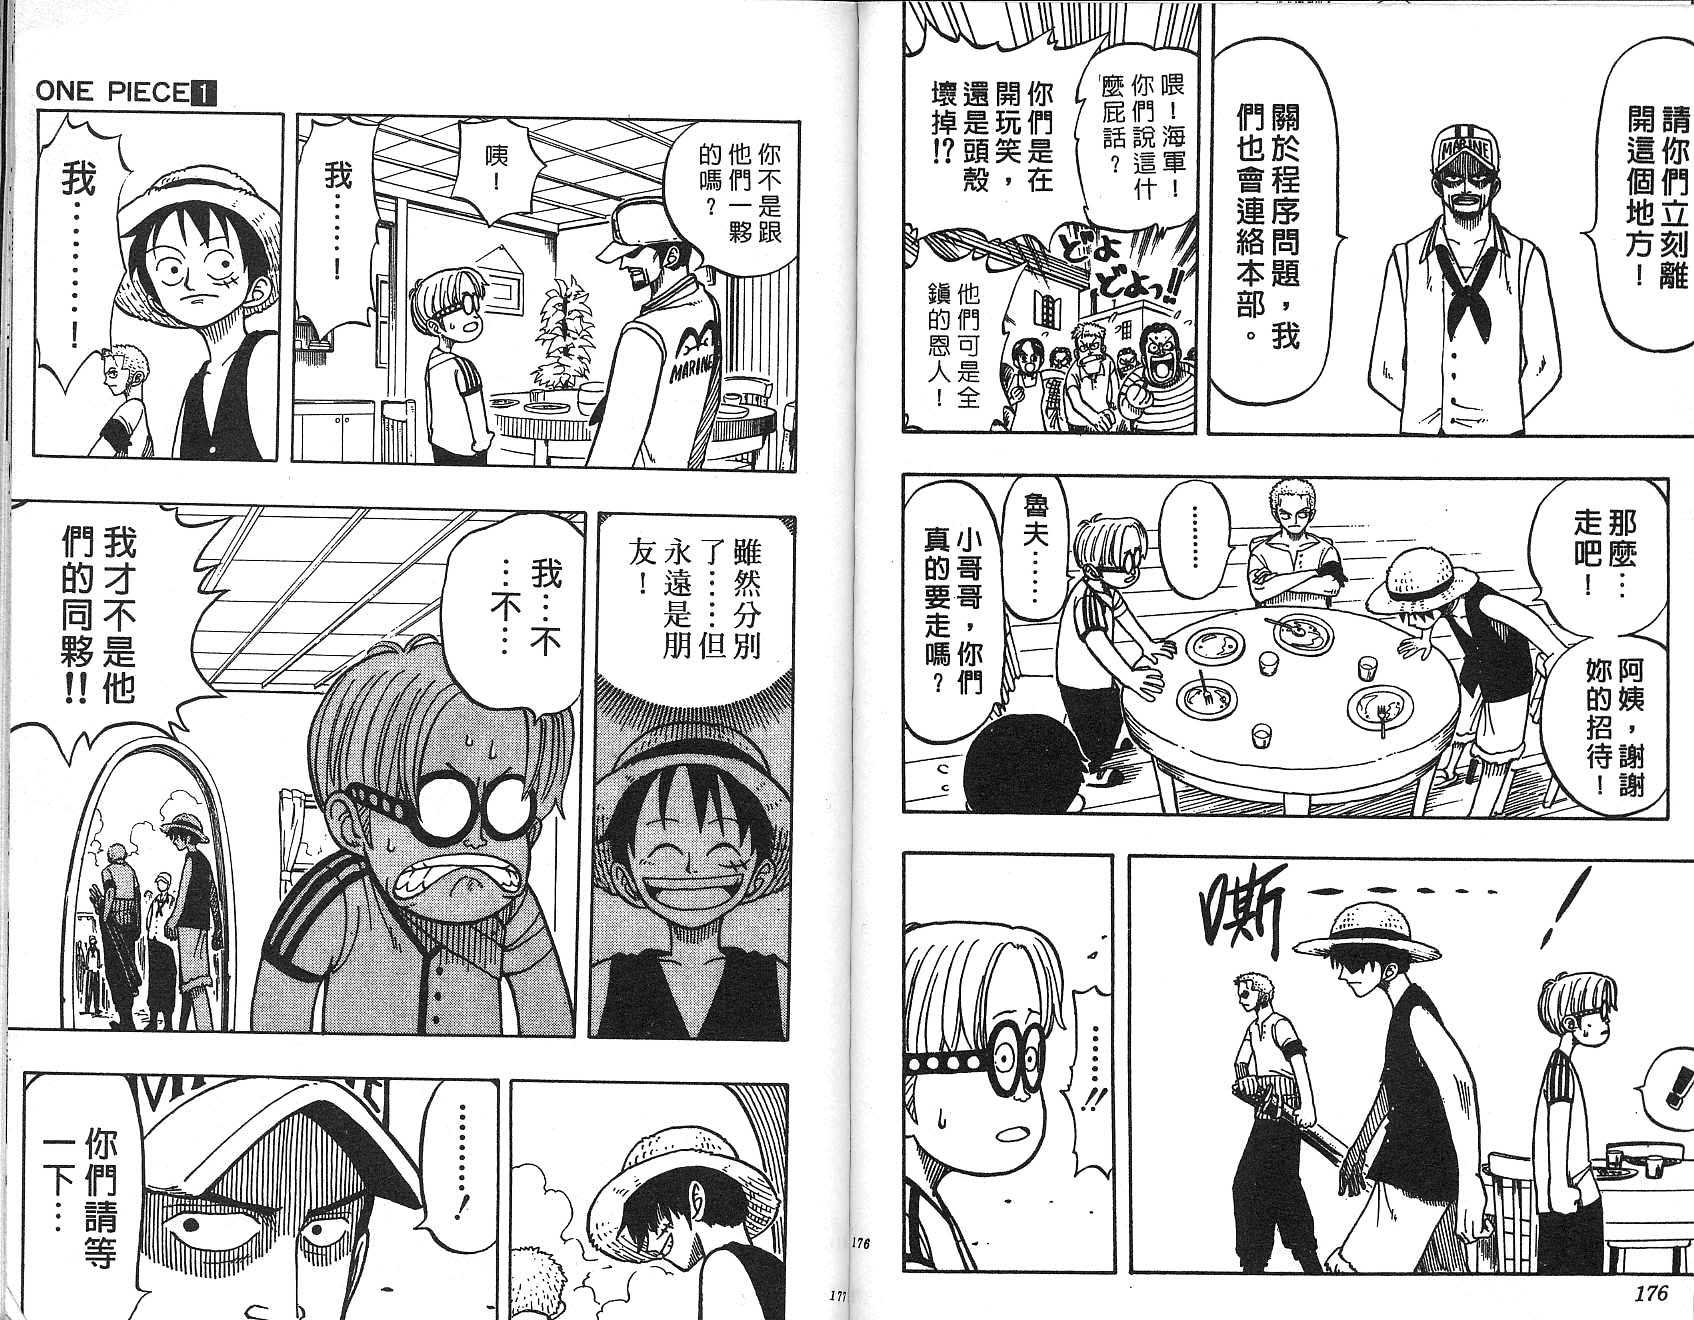 請你們立刻離
開這個地方！
關於程序問題，我
們也會連絡本部。
MARINE
喂！海軍！
你們說這什
麼屁話？
你們是在
開玩笑，
還是頭殼
壞掉!?
どよ
どよっ!!
他們可是全
鎮的恩人！
那麼…
走吧！
阿姨，謝謝
妳的招待！
………
魯夫……
小哥哥，你們
真的要走嗎？
！
嘶
……!!
176
ONE PIECE 1
你不是跟
他們一夥
的嗎？
咦！
MARINE
我………！
我…………！
雖然分別
了……但
永遠是朋
友！
我…不
…不…
我才不是他
們的同夥!!
………！
你們請等
一下…
176
177